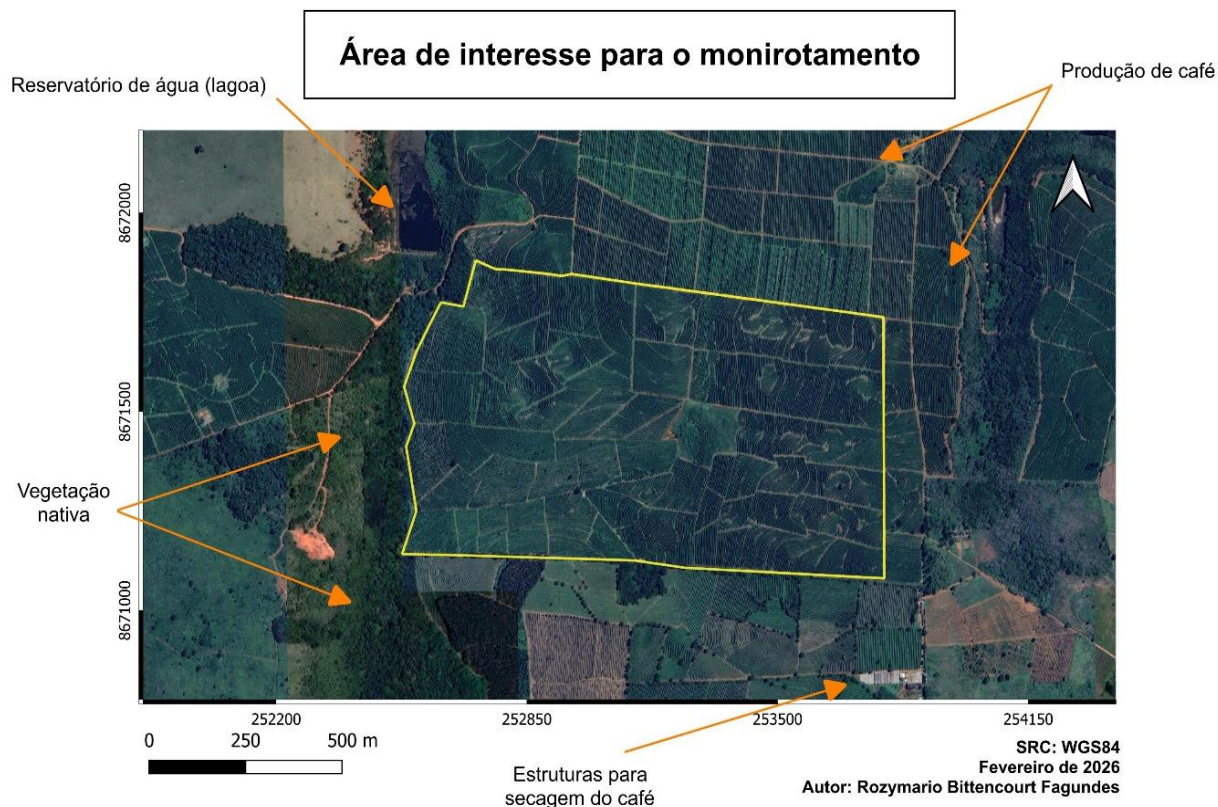 Área de interesse para o monirotamento
Reservatório de água (lagoa)
Produção de café
8672000
8671500
8671000
Vegetação
nativa
252200
252850
253500
254150
0 250 500 m
Estruturas para
secagem do café
SRC: WGS84
Fevereiro de 2026
Autor: Rozymario Bittencourt Fagundes